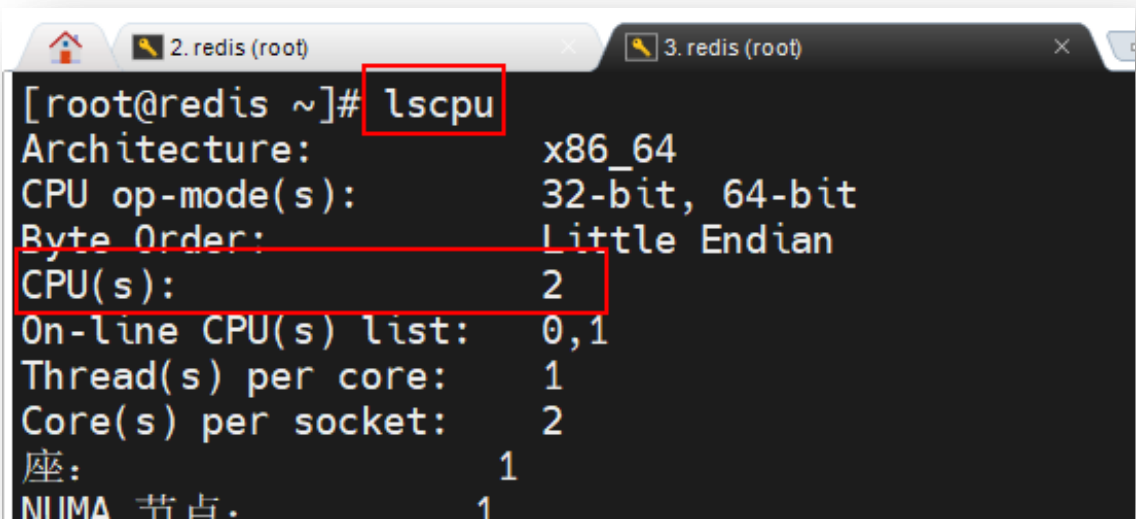 2. redis (root)
3. redis (root)
[root@redis ~]# lscpu
Architecture: x86_64
CPU op-mode(s): 32-bit, 64-bit
Byte Order: Little Endian
CPU(s): 2
On-line CPU(s) list: 0,1
Thread(s) per core: 1
Core(s) per socket: 2
座: 1
NUMA 节点: 1